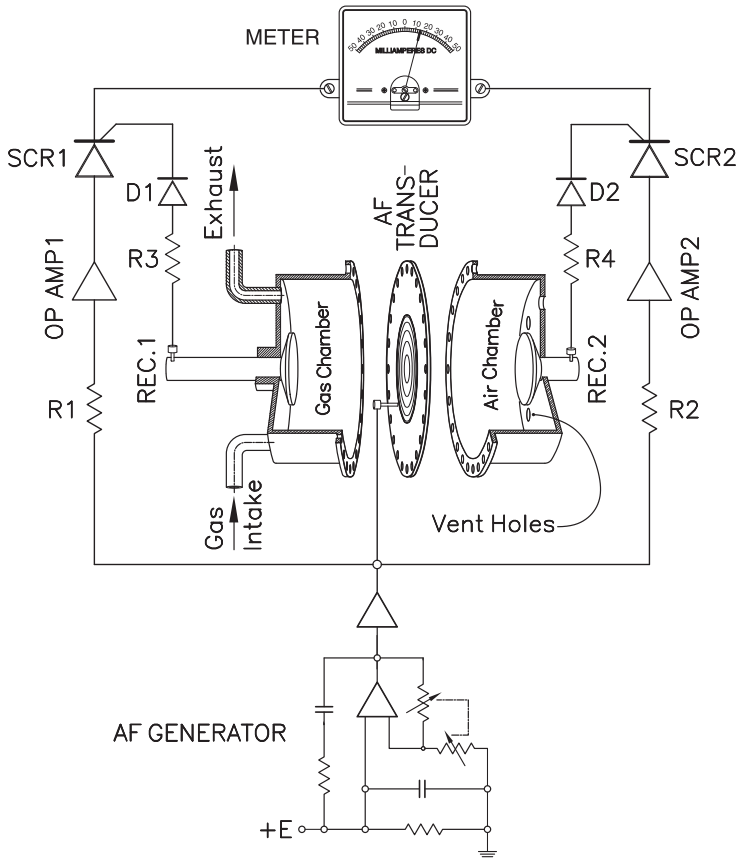 METER
50 40 30 20 10 0 10 20 30 40 50
MILLIAMPERES DC
SCR1
SCR2
D1
D2
Exhaust
AF
TRANS-
DUCER
OP AMP1
R3
R4
OP AMP2
Gas Chamber
Air Chamber
REC.1
REC.2
R1
R2
Gas
Intake
Vent Holes
AF GENERATOR
+E